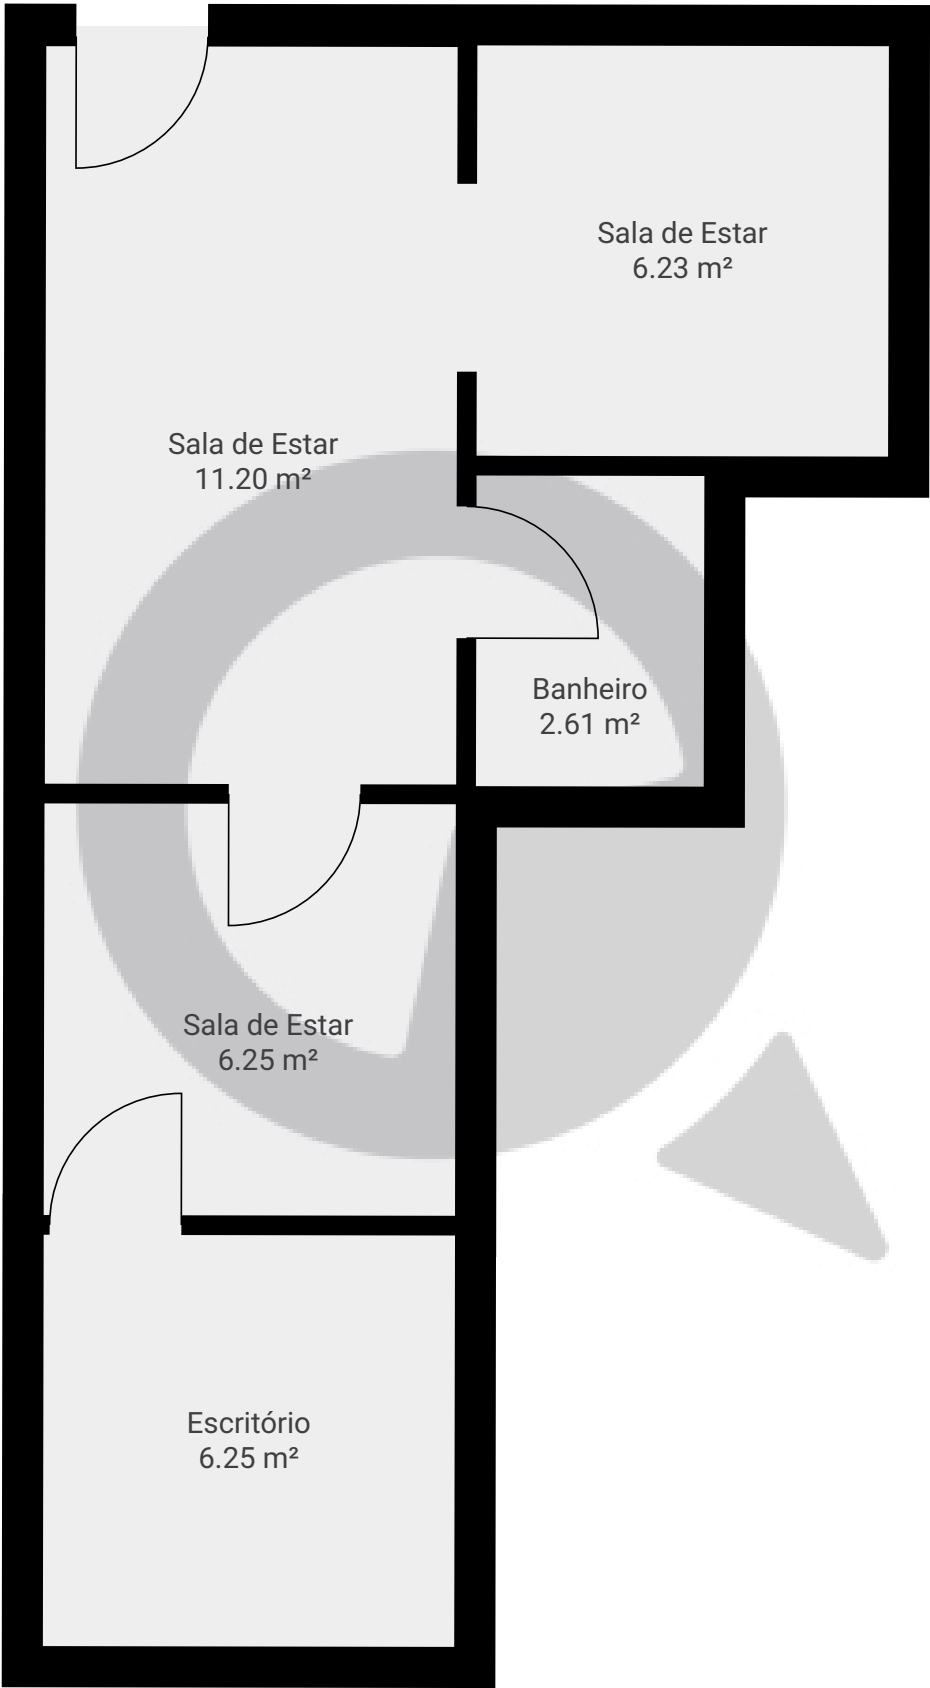 Sala de Estar
6.23 m²
Sala de Estar
11.20 m²
Banheiro
2.61 m²
Sala de Estar
6.25 m²
Escritório
6.25 m²